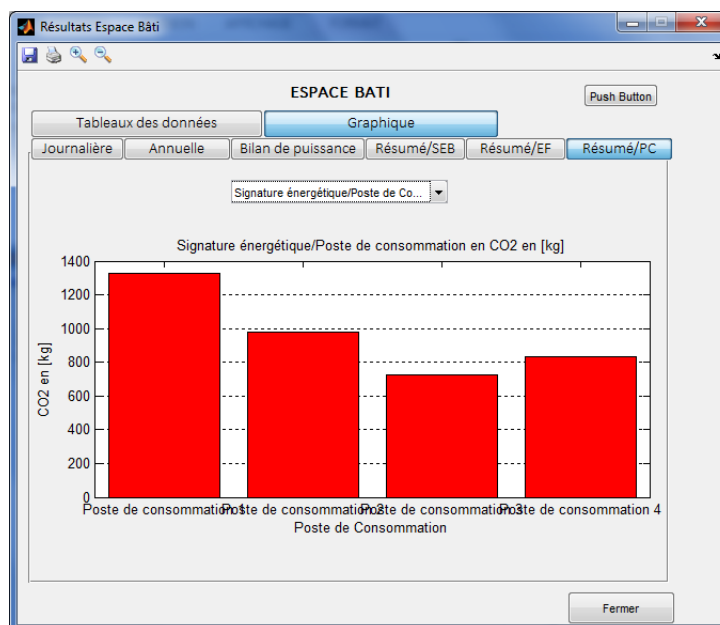 Résultats Espace Bâti
ESPACE BATI
Push Button
Tableaux des données
Graphique
Journalière
Annuelle
Bilan de puissance
Résumé/SEB
Résumé/EF
Résumé/PC
Signature énergétique/Poste de Co...
Signature énergétique/Poste de consommation en CO2 en [kg]
1400
1200
1000
800
600
400
200
0
CO2 en [kg]
Poste de consommation 1
Poste de consommation 2
Poste de consommation 3
Poste de consommation 4
Poste de Consommation
Fermer